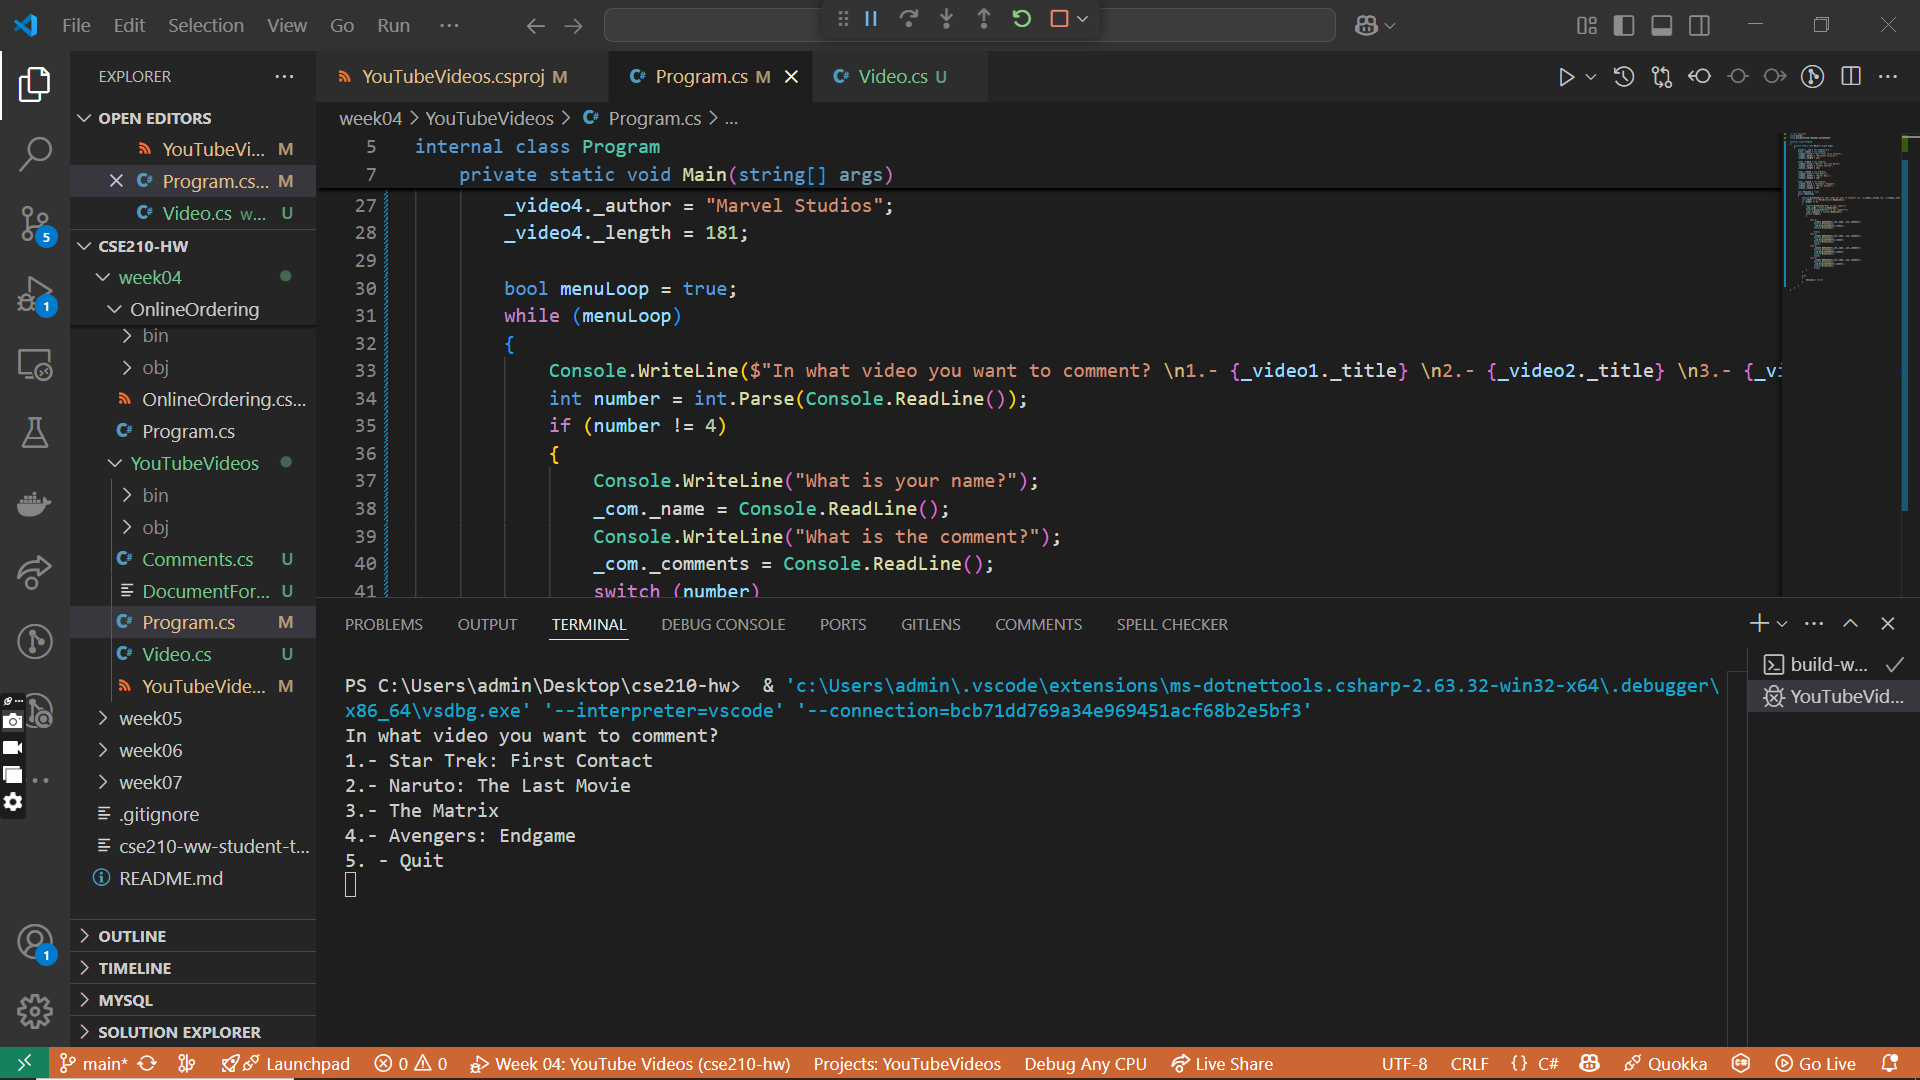 File Edit Selection View Go Run ···
EXPLORER ···
OPEN EDITORS
YouTubeVi... M
Program.cs... M
Video.cs w... U
CSE210-HW
week04
OnlineOrdering
bin
obj
OnlineOrdering.cs...
Program.cs
YouTubeVideos
bin
obj
Comments.cs U
DocumentFor... U
Program.cs M
Video.cs U
YouTubeVide... M
week05
week06
week07
.gitignore
cse210-ww-student-t...
README.md
OUTLINE
TIMELINE
MYSQL
SOLUTION EXPLORER
5
1
1
YouTubeVideos.csproj M Program.cs M Video.cs U
week04 > YouTubeVideos > Program.cs > ...
5 internal class Program
7 private static void Main(string[] args)
27 _video4._author = "Marvel Studios";
28 _video4._length = 181;
29
30 bool menuLoop = true;
31 while (menuLoop)
32 {
33 Console.WriteLine($"In what video you want to comment? \n1.- {_video1._title} \n2.- {_video2._title} \n3.- {_vi
34 int number = int.Parse(Console.ReadLine());
35 if (number != 4)
36 {
37 Console.WriteLine("What is your name?");
38 _com._name = Console.ReadLine();
39 Console.WriteLine("What is the comment?");
40 _com._comments = Console.ReadLine();
41 switch (number)
PROBLEMS OUTPUT TERMINAL DEBUG CONSOLE PORTS GITLENS COMMENTS SPELL CHECKER
PS C:\Users\admin\Desktop\cse210-hw>  & 'c:\Users\admin\.vscode\extensions\ms-dotnettools.csharp-2.63.32-win32-x64\.debugger\
x86_64\vsdbg.exe' '--interpreter=vscode' '--connection=bcb71dd769a34e969451acf68b2e5bf3'
In what video you want to comment?
1.- Star Trek: First Contact
2.- Naruto: The Last Movie
3.- The Matrix
4.- Avengers: Endgame
5. - Quit
build-w...
YouTubeVid...
main* Launchpad 0 0 Week 04: YouTube Videos (cse210-hw) Projects: YouTubeVideos Debug Any CPU Live Share UTF-8 CRLF {} C# Quokka Go Live